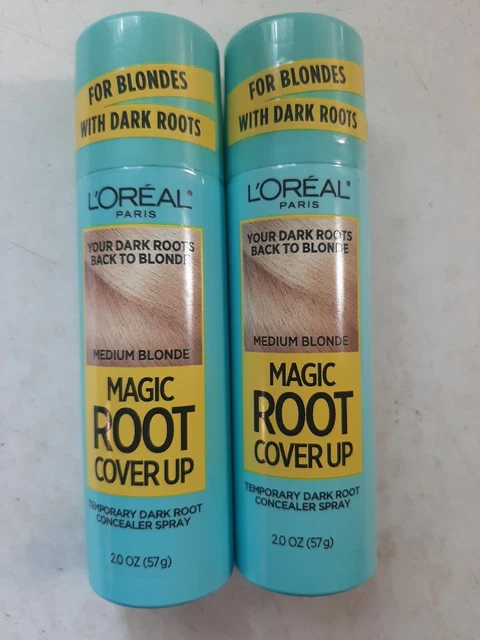 FOR BLONDES
WITH DARK ROOTS
L'ORÉAL®
PARIS
YOUR DARK ROOTS
BACK TO BLONDE
MEDIUM BLONDE
MAGIC
ROOT
COVER UP
TEMPORARY DARK ROOT
CONCEALER SPRAY
2.0 OZ (57g)
FOR BLONDES
WITH DARK ROOTS
L'ORÉAL®
PARIS
YOUR DARK ROOTS
BACK TO BLONDE
MEDIUM BLONDE
MAGIC
ROOT
COVER UP
TEMPORARY DARK ROOT
CONCEALER SPRAY
2.0 OZ (57g)